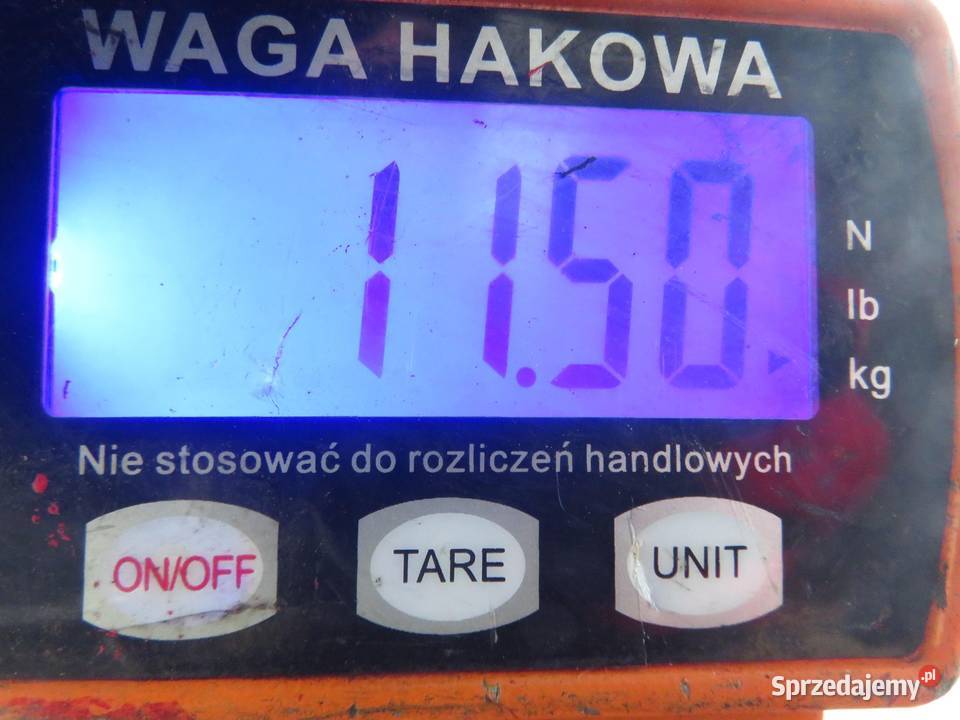 WAGA HAKOWA
11.50
N
lb
kg
Nie stosować do rozliczeń handlowych
ON/OFF TARE UNIT
Sprzedajemy.pl